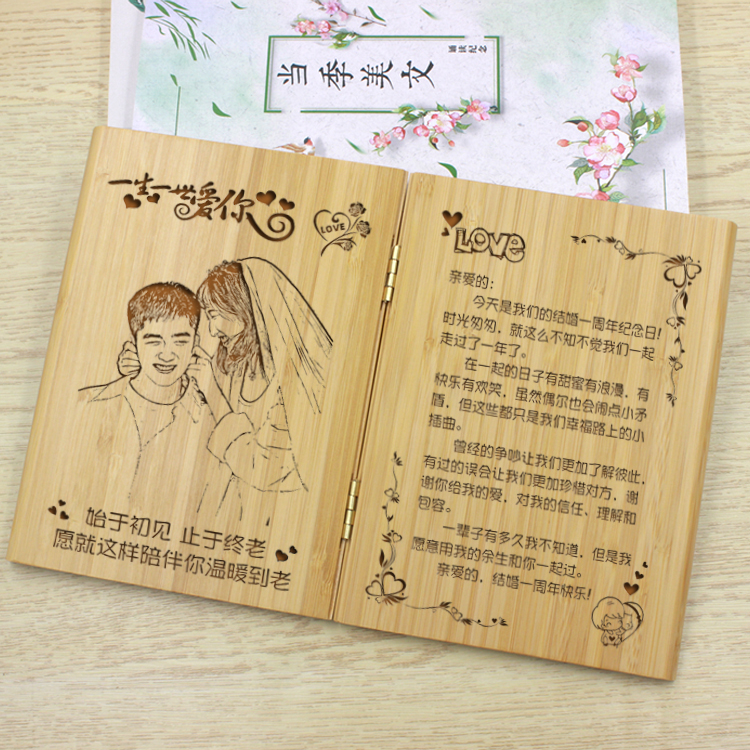 当季美文
诵读纪念
一生一世爱你
LOVE
始于初见 止于终老
愿就这样陪伴你温暖到老
LOVE
亲爱的:
今天是我们的结婚一周年纪念日!
时光匆匆,就这么不知不觉我们一起
走过了一年了。
在一起的日子有甜蜜有浪漫,有
快乐有欢笑,虽然偶尔也会闹点小矛
盾,但这些都只是我们幸福路上的小
插曲。
曾经的争吵让我们更加了解彼此,
有过的误会让我们更加珍惜对方,谢
谢你给我的爱,对我的信任、理解和
包容。
一辈子有多久我不知道,但是我
愿意用我的余生和你一起过。
亲爱的,结婚一周年快乐!